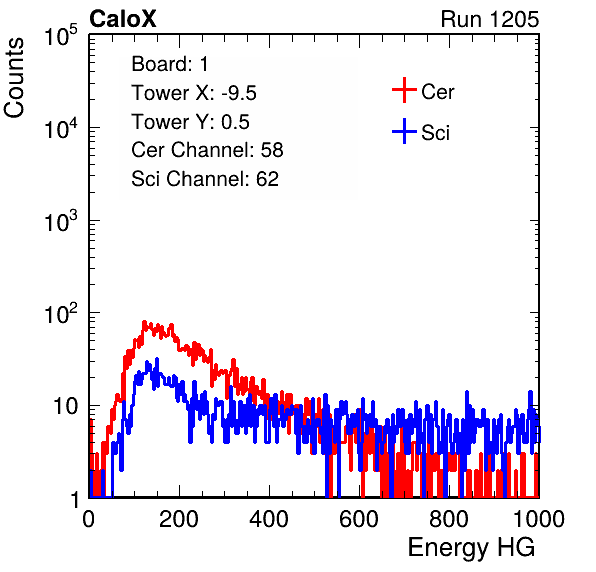 CaloX Run 1205
Counts
10^5
10^4
10^3
10^2
10
1
Board: 1
Tower X: -9.5
Tower Y: 0.5
Cer Channel: 58
Sci Channel: 62
Cer
Sci
0 200 400 600 800 1000
Energy HG